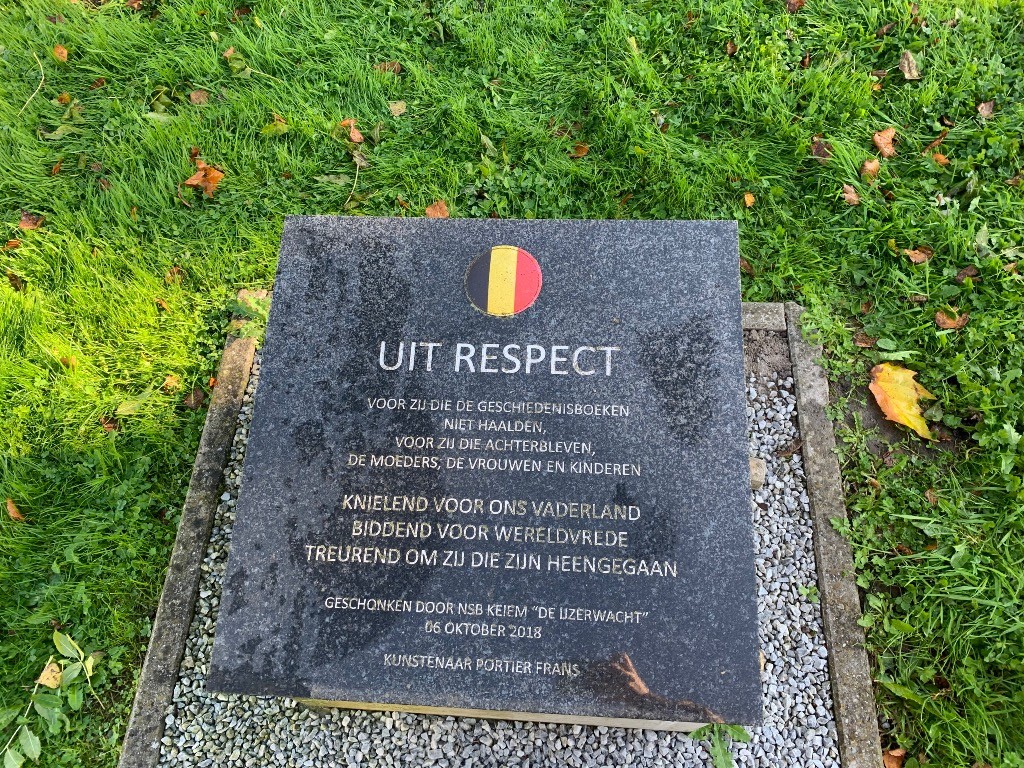 UIT RESPECT
VOOR ZIJ DIE DE GESCHIEDENISBOEKEN
NIET HAALDEN,
VOOR ZIJ DIE ACHTERBLEVEN,
DE MOEDERS, DE VROUWEN EN KINDEREN
KNIELEND VOOR ONS VADERLAND
BIDDEND VOOR WERELDVREDE
TREUREND OM ZIJ DIE ZIJN HEENGEGAAN
GESCHONKEN DOOR NSB KEIEM “DE IJZERWACHT”
06 OKTOBER 2018
KUNSTENAAR PORTIER FRANS